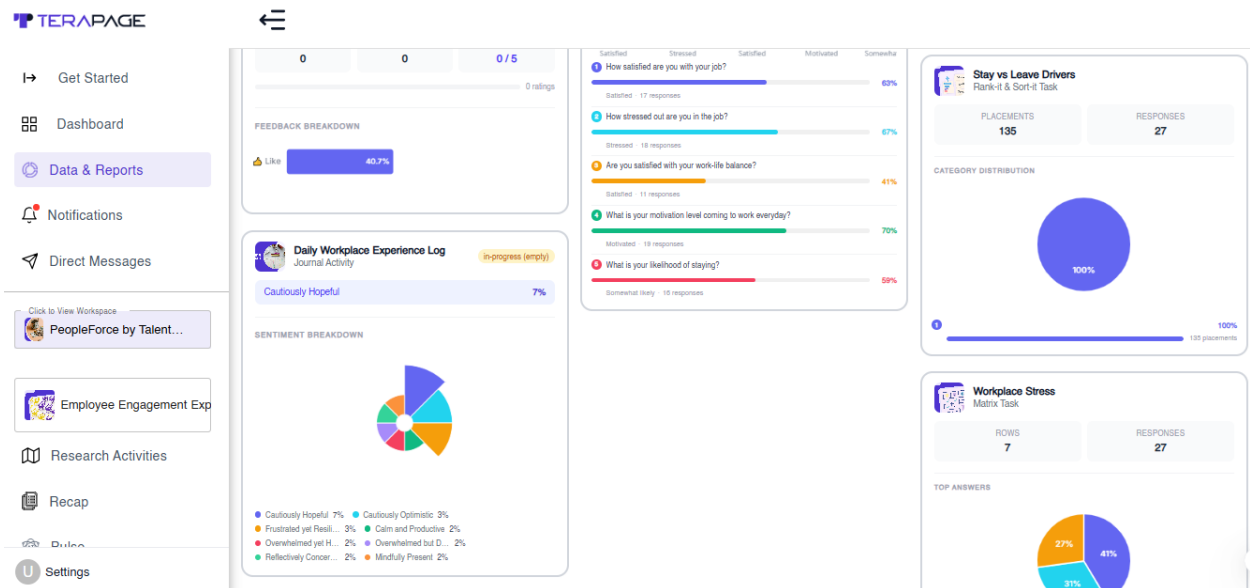 TERAPAGE
Get Started
Dashboard
Data & Reports
Notifications
Direct Messages
Click to View Workspace
PeopleForce by Talent...
Employee Engagement Exp
Research Activities
Recap
Pulse
U Settings
0 0 0 / 5
0 ratings
FEEDBACK BREAKDOWN
Like 40.7%
Daily Workplace Experience Log
Journal Activity
in-progress (empty)
Cautiously Hopeful 7%
SENTIMENT BREAKDOWN
Cautiously Hopeful 7% Cautiously Optimistic 3%
Frustrated yet Resili... 3% Calm and Productive 2%
Overwhelmed yet H... 2% Overwhelmed but D... 2%
Reflectively Concer... 2% Mindfully Present 2%
Satisfied Stressed Satisfied Motivated Somewha
1 How satisfied are you with your job?
63%
Satisfied · 17 responses
2 How stressed out are you in the job?
67%
Stressed · 18 responses
Are you satisfied with your work-life balance?
41%
Satisfied · 11 responses
4 What is your motivation level coming to work everyday?
70%
Motivated · 19 responses
5 What is your likelihood of staying?
59%
Somewhat likely · 16 responses
Stay vs Leave Drivers
Rank-it & Sort-it Task
PLACEMENTS RESPONSES
135 27
CATEGORY DISTRIBUTION
100%
1 100%
135 placements
Workplace Stress
Matrix Task
ROWS RESPONSES
7 27
TOP ANSWERS
27% 41%
31%